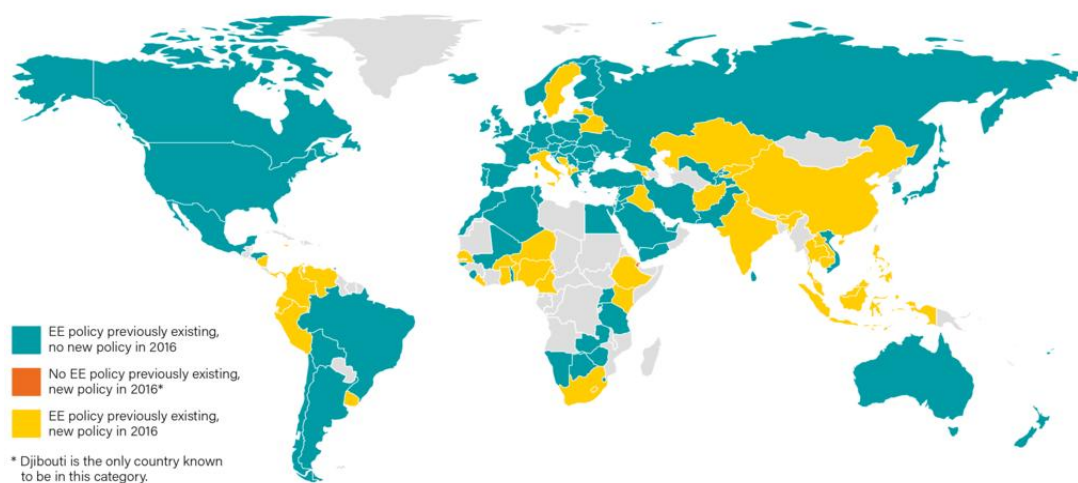 EE policy previously existing,
no new policy in 2016
No EE policy previously existing,
new policy in 2016*
EE policy previously existing,
new policy in 2016
* Djibouti is the only country known
to be in this category.